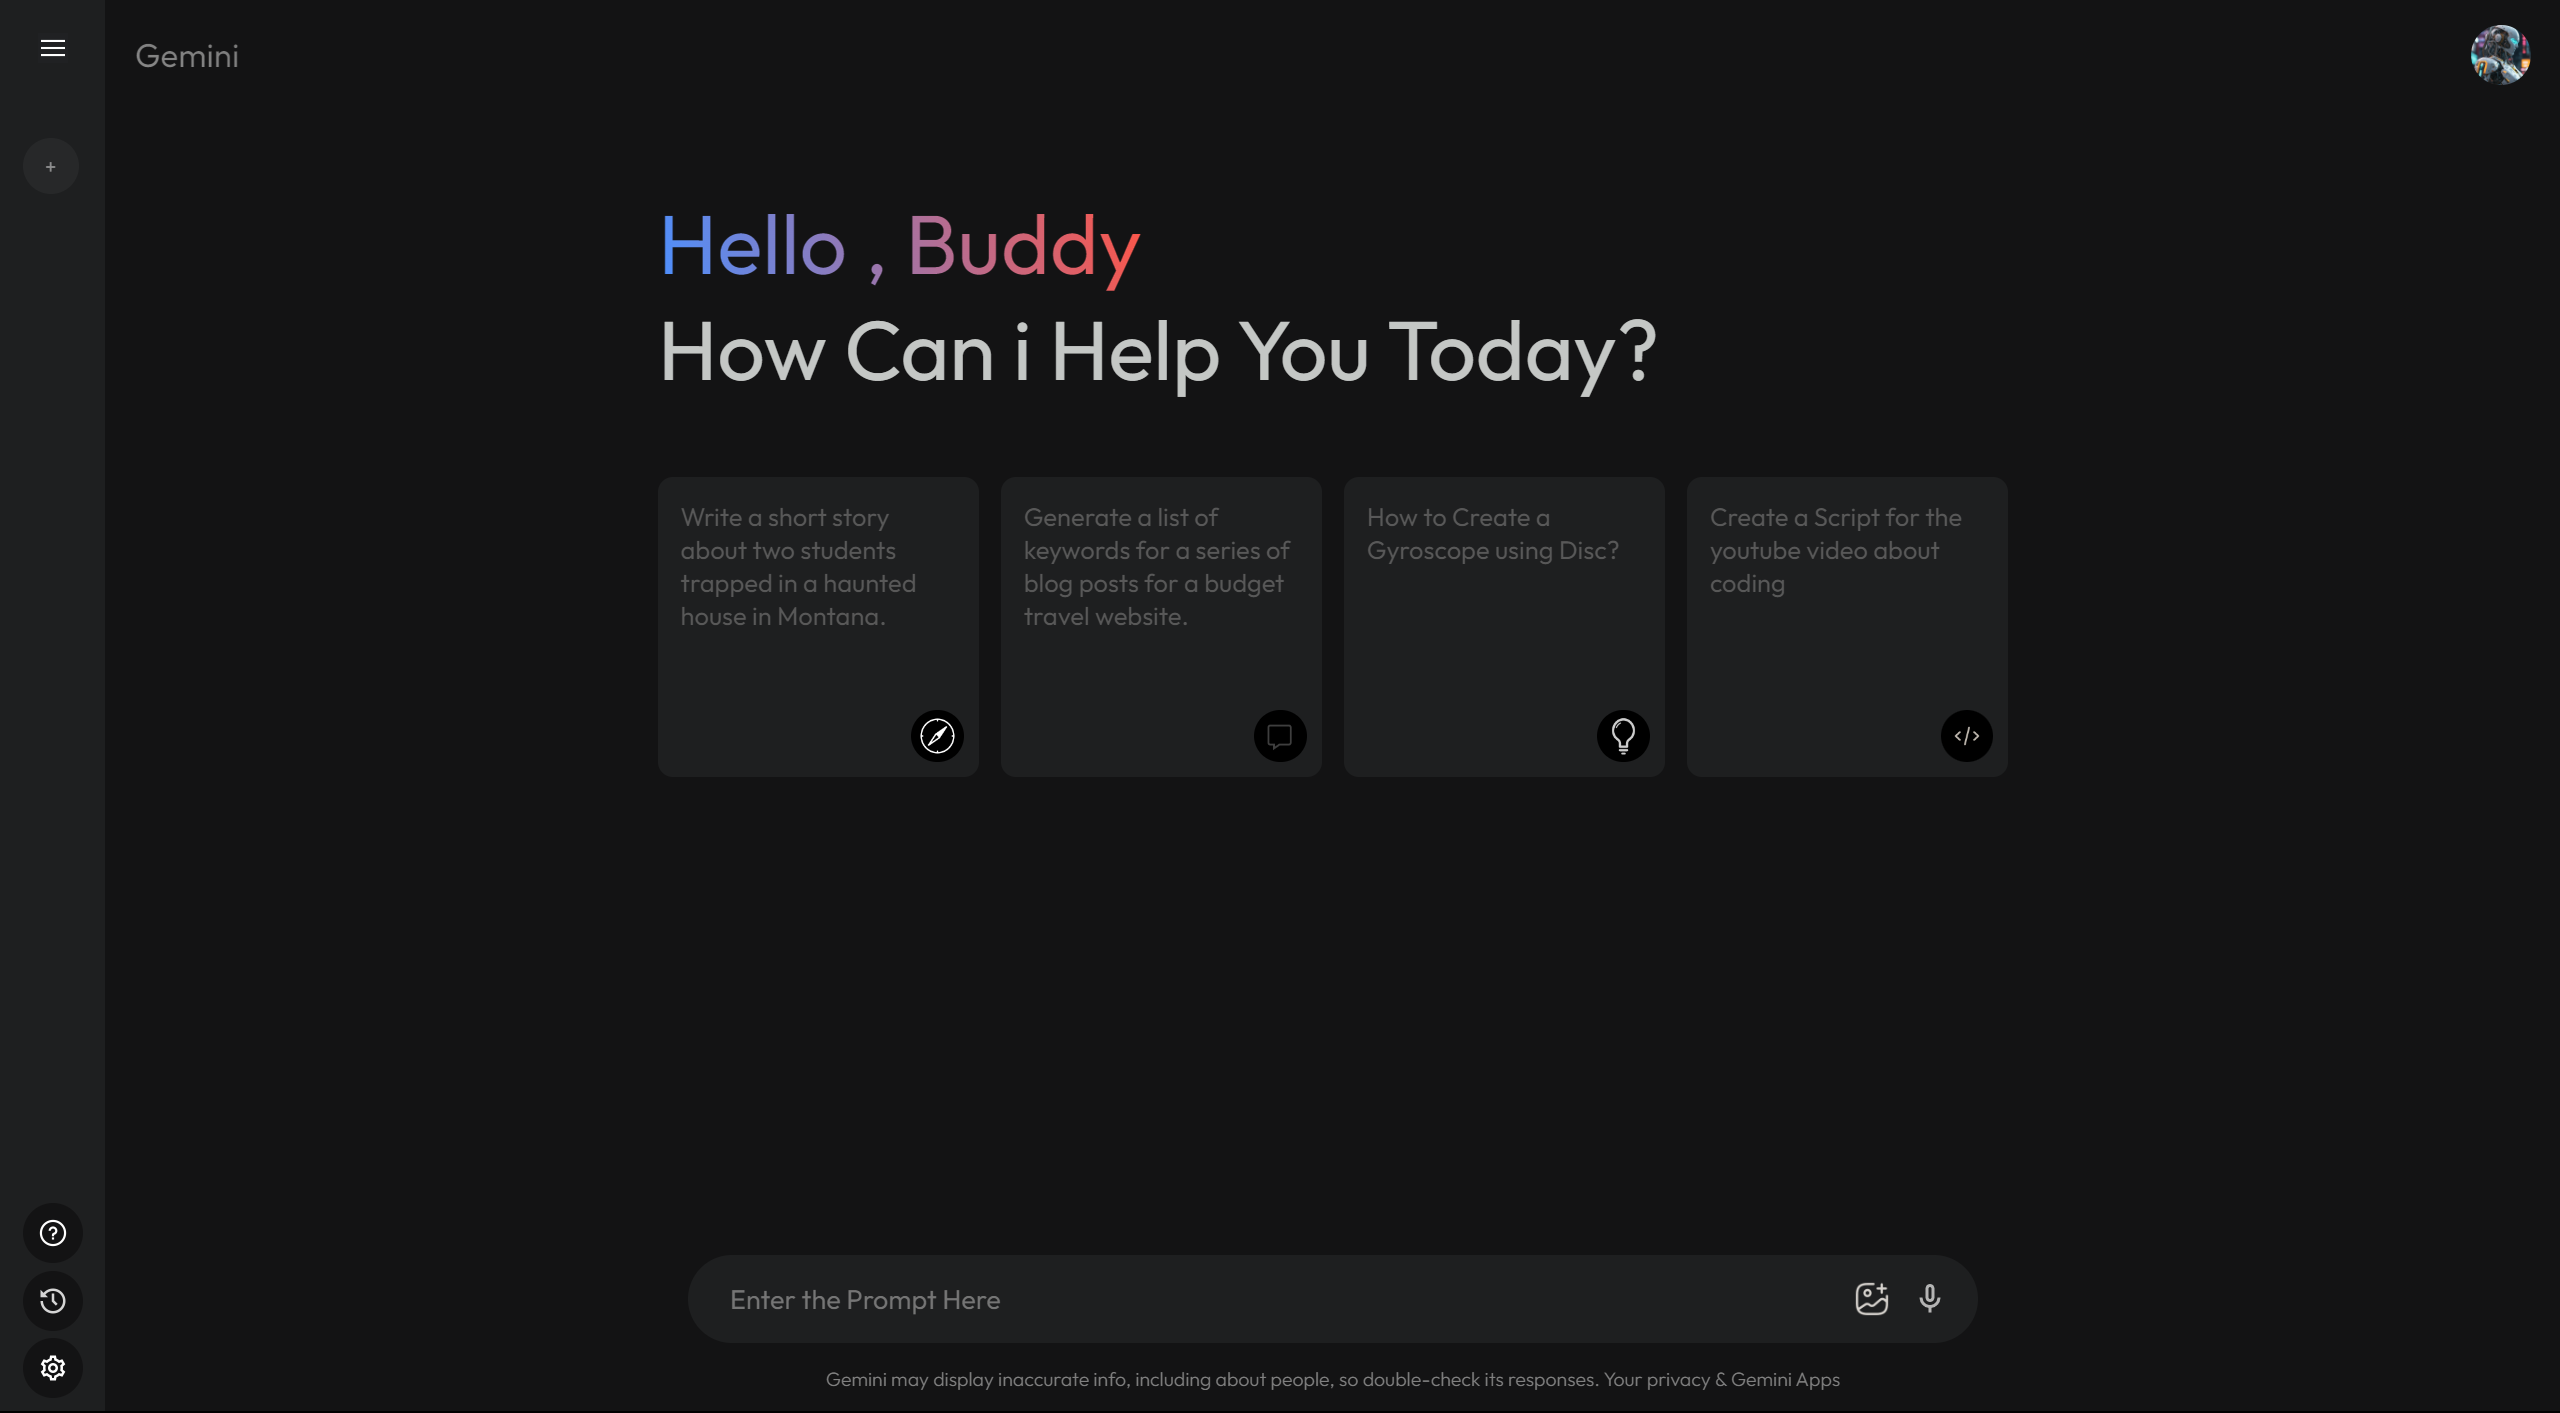 Gemini
+
Hello , Buddy
How Can i Help You Today?
Write a short story
about two students
trapped in a haunted
house in Montana.
Generate a list of
keywords for a series of
blog posts for a budget
travel website.
How to Create a
Gyroscope using Disc?
Create a Script for the
youtube video about
coding
Enter the Prompt Here
Gemini may display inaccurate info, including about people, so double-check its responses. Your privacy & Gemini Apps